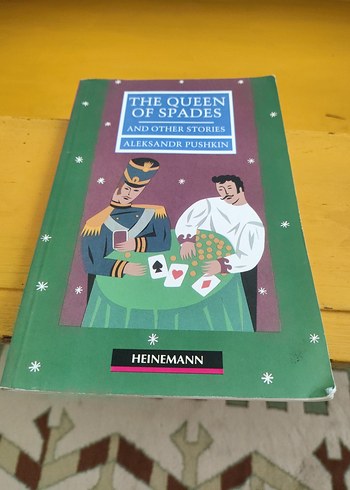 THE QUEEN
OF SPADES
AND OTHER STORIES
ALEKSANDR PUSHKIN
HEINEMANN